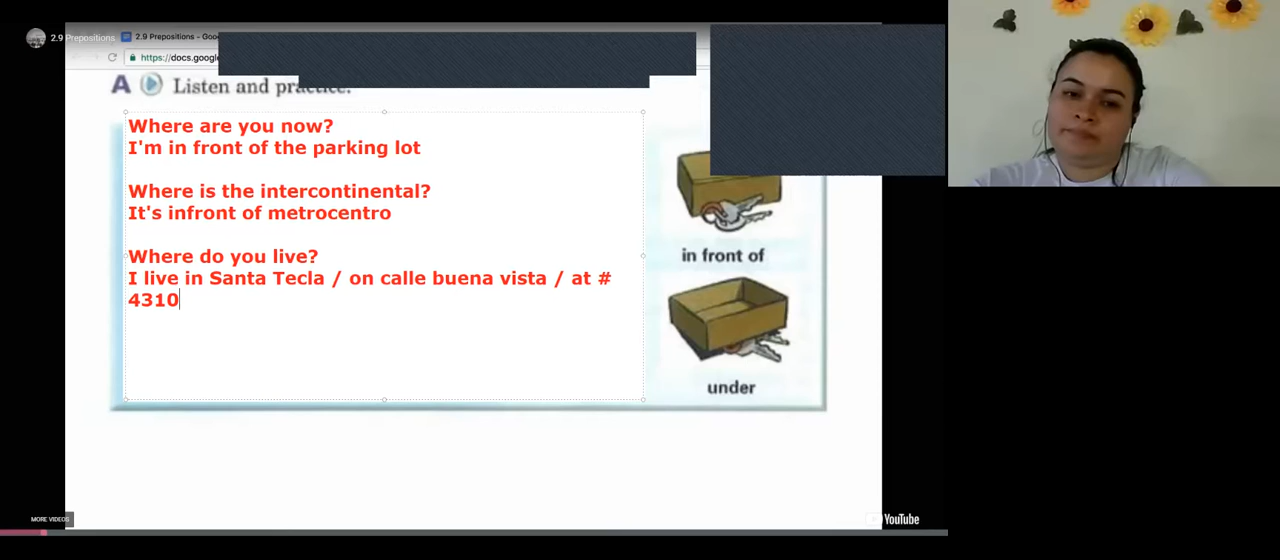 2.9 Prepositions
2.9 Prepositions - Goo
https://docs.google
A Listen and practice.
Where are you now?
I'm in front of the parking lot
Where is the intercontinental?
It's infront of metrocentro
Where do you live?
I live in Santa Tecla / on calle buena vista / at #
4310
in front of
under
MORE VIDEOS
YouTube